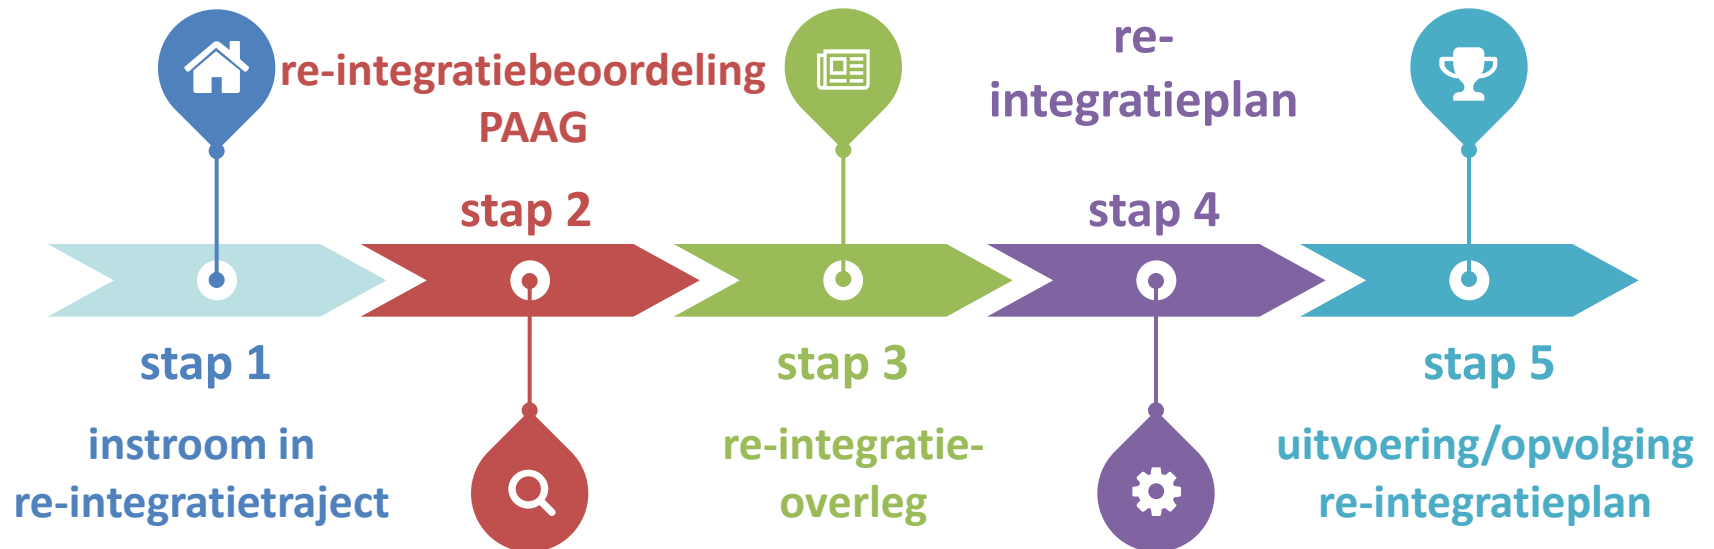 stap 1
instroom in
re-integratietraject
re-integratiebeoordeling
PAAG
stap 2
stap 3
re-integratie-
overleg
re-
integratieplan
stap 4
stap 5
uitvoering/opvolging
re-integratieplan